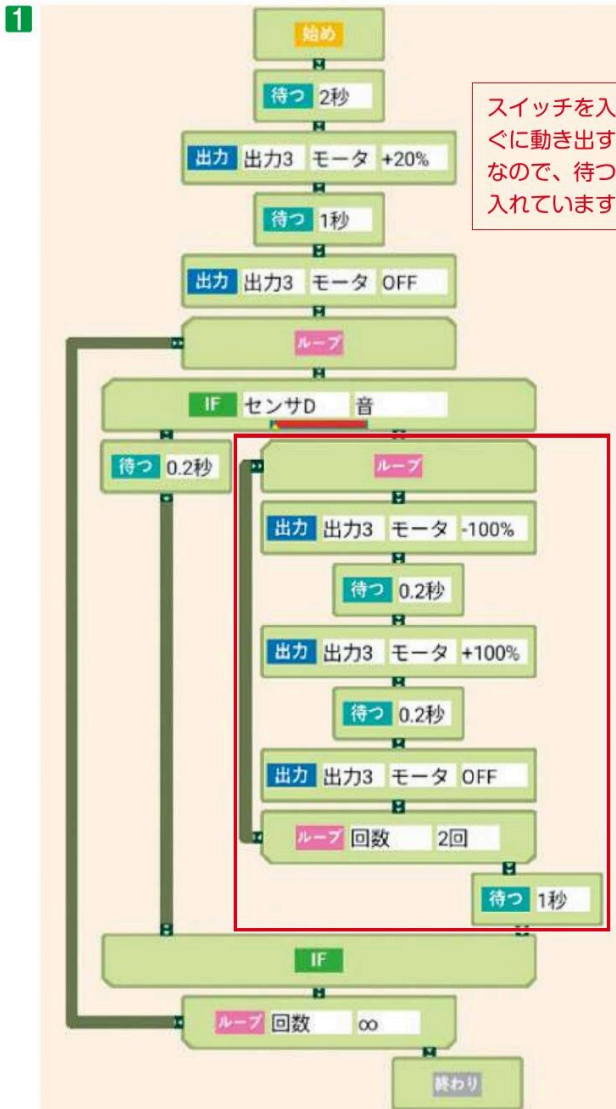 1
始め
待つ 2秒
出力 出力3 モータ +20%
待つ 1秒
出力 出力3 モータ OFF
スイッチを入
ぐに動き出す
なので、待つ
入れています
ループ
IF センサD 音
待つ 0.2秒
ループ
出力 出力3 モータ -100%
待つ 0.2秒
出力 出力3 モータ +100%
待つ 0.2秒
出力 出力3 モータ OFF
ループ 回数 2回
待つ 1秒
IF
ループ 回数 ∞
終わり